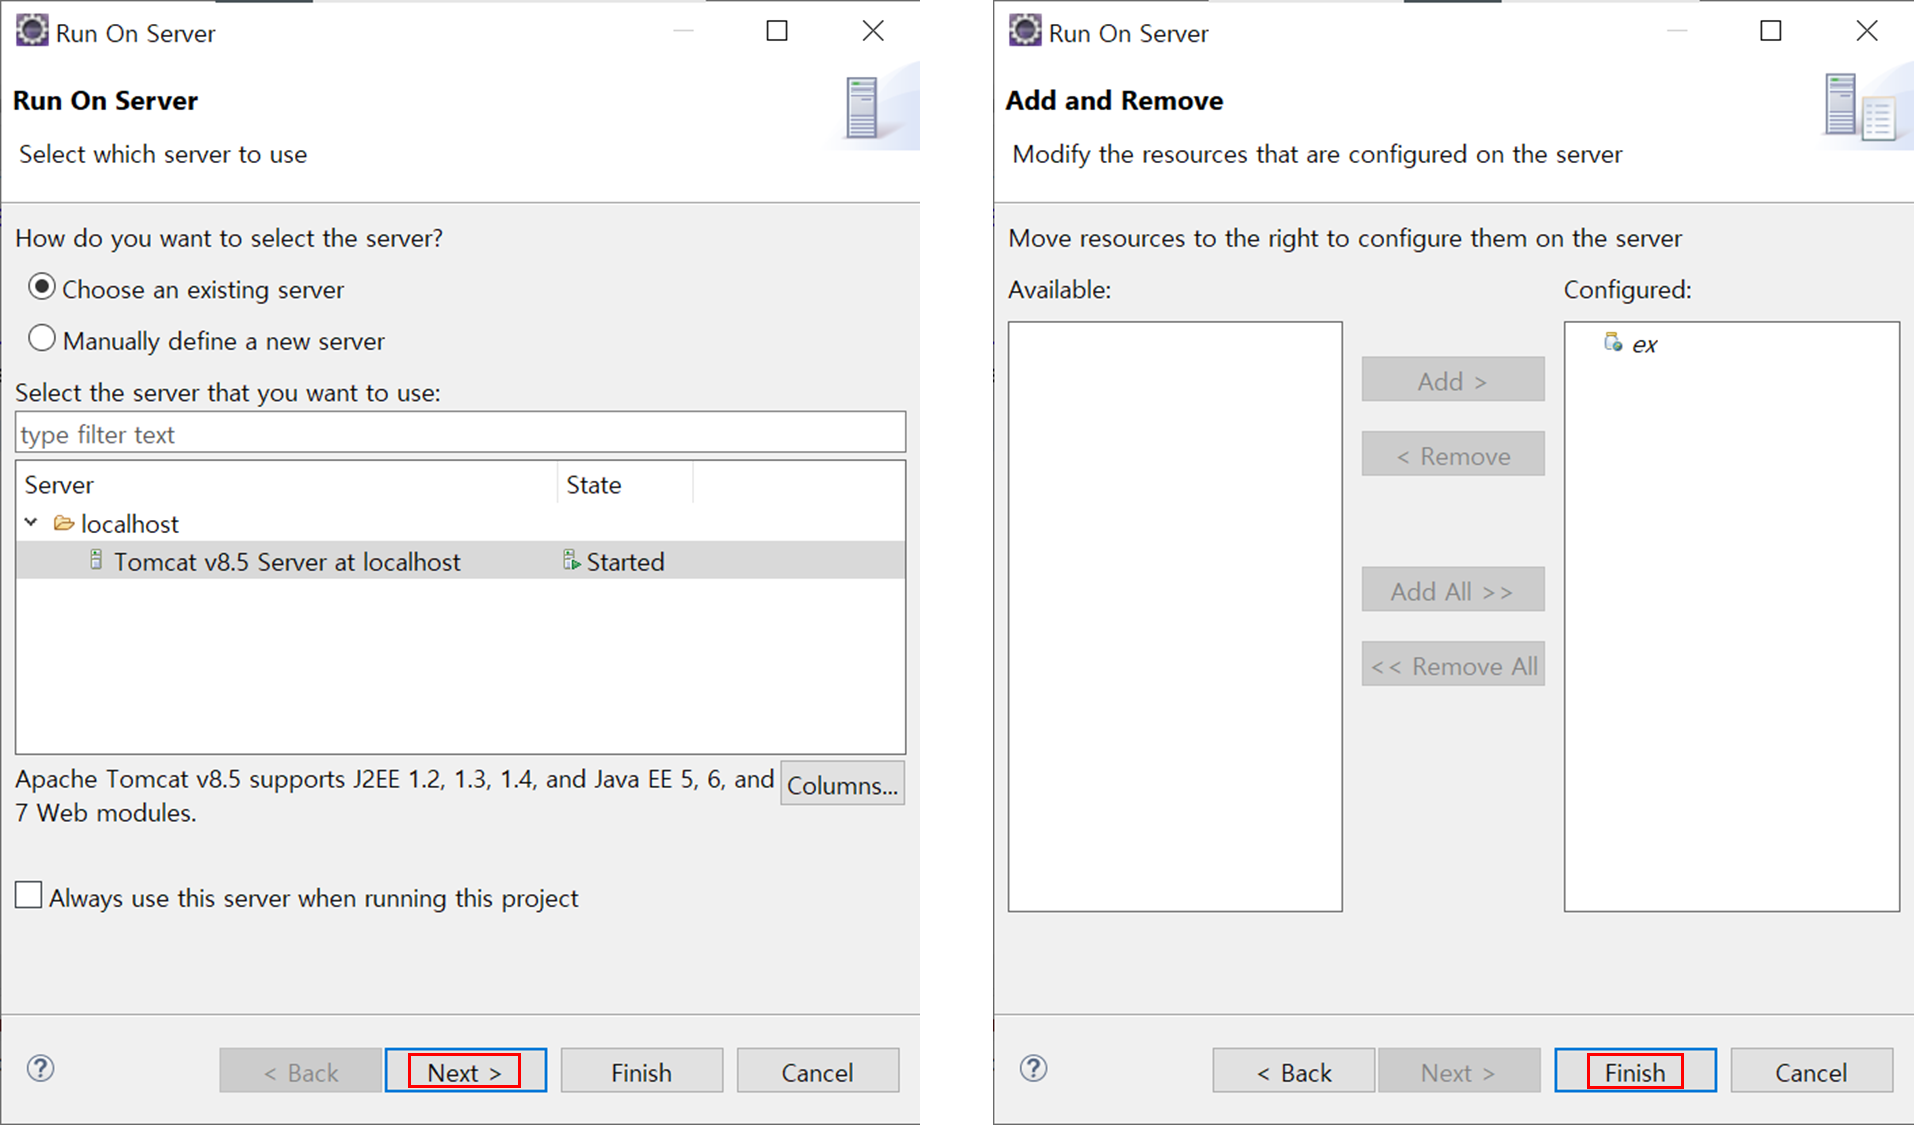 Run On Server
Run On Server
Select which server to use
How do you want to select the server?
Choose an existing server
Manually define a new server
Select the server that you want to use:
type filter text
Server State
localhost
Tomcat v8.5 Server at localhost Started
Apache Tomcat v8.5 supports J2EE 1.2, 1.3, 1.4, and Java EE 5, 6, and
7 Web modules.
Columns...
Always use this server when running this project
? < Back Next > Finish Cancel
Run On Server
Add and Remove
Modify the resources that are configured on the server
Move resources to the right to configure them on the server
Available: Configured:
ex
Add >
< Remove
Add All >>
<< Remove All
? < Back Next > Finish Cancel